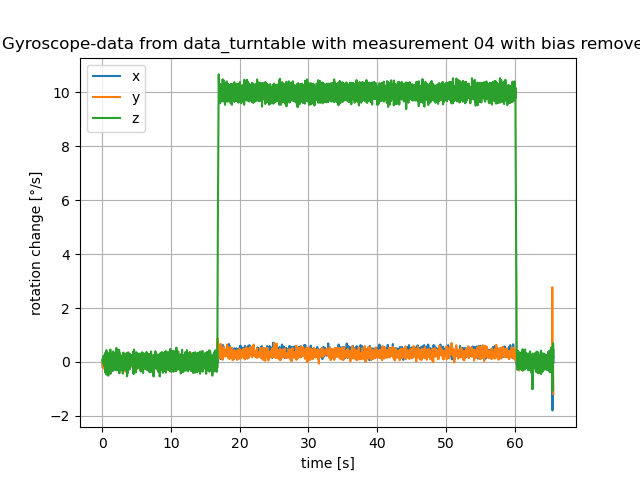 Gyroscope-data from data_turntable with measurement 04 with bias remove
x
y
z
10
8
6
4
2
0
−2
rotation change [°/s]
0 10 20 30 40 50 60
time [s]